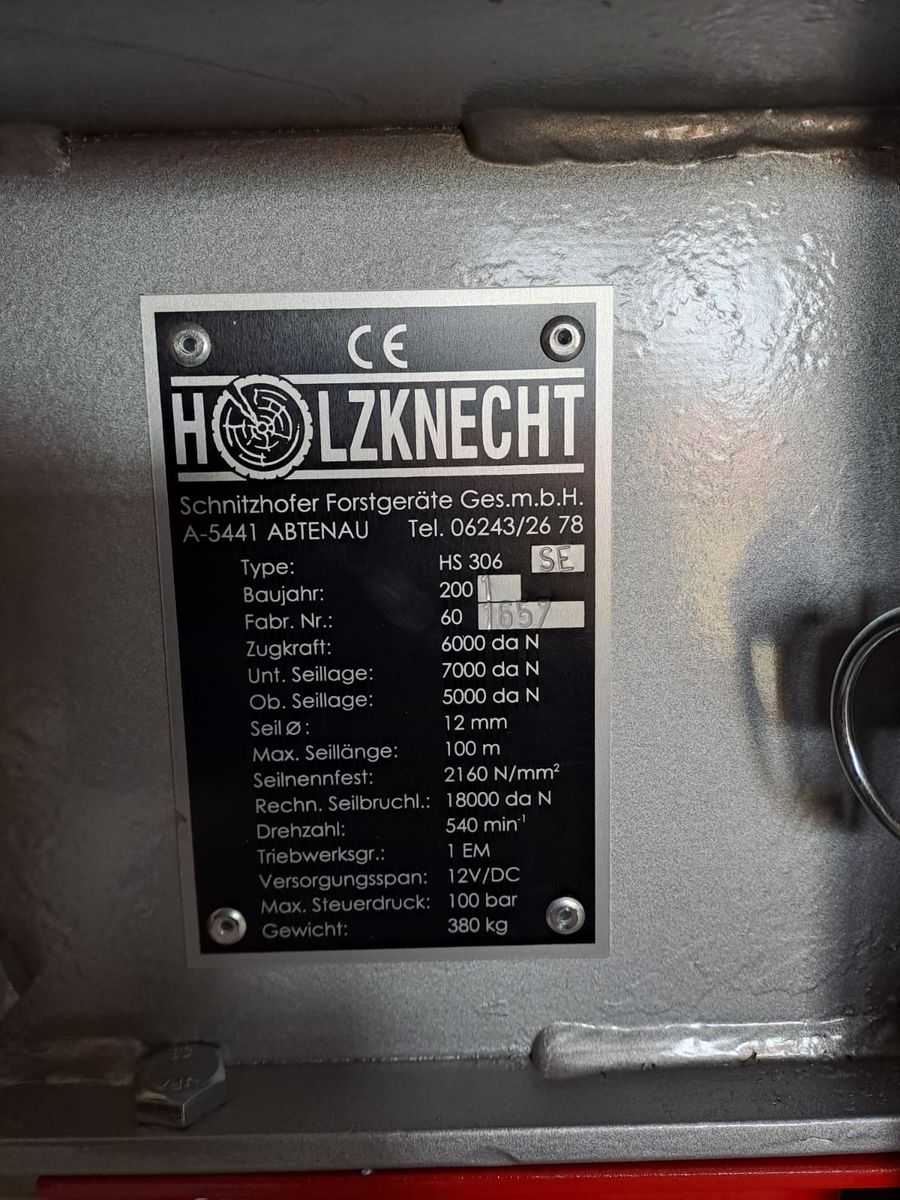 CE
HOLZKNECHT
Schnitzhofer Forstgeräte Ges.m.b.H.
A-5441 ABTENAU Tel. 06243/26 78
Type: HS 306 SE
Baujahr: 2001
Fabr. Nr.: 60 1657
Zugkraft: 6000 da N
Unt. Seillage: 7000 da N
Ob. Seillage: 5000 da N
Seil Ø: 12 mm
Max. Seillänge: 100 m
Seilnennfest: 2160 N/mm²
Rechn. Seilbruchl.: 18000 da N
Drehzahl: 540 min⁻¹
Triebwerksgr.: 1 EM
Versorgungsspan: 12V/DC
Max. Steuerdruck: 100 bar
Gewicht: 380 kg